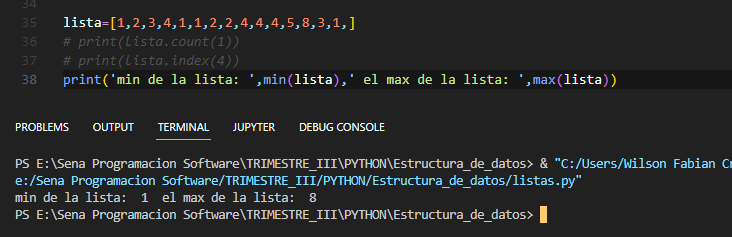 34
35 lista=[1,2,3,4,1,1,2,2,4,4,4,5,8,3,1,]
36 # print(lista.count(1))
37 # print(lista.index(4))
38 print('min de la lista: ',min(lista),' el max de la lista: ',max(lista))
PROBLEMS OUTPUT TERMINAL JUPYTER DEBUG CONSOLE
PS E:\Sena Programacion Software\TRIMESTRE_III\PYTHON\Estructura_de_datos> & "C:/Users/Wilson Fabian Cr
e:/Sena Programacion Software/TRIMESTRE_III/PYTHON/Estructura_de_datos/listas.py"
min de la lista:  1  el max de la lista:  8
PS E:\Sena Programacion Software\TRIMESTRE_III\PYTHON\Estructura_de_datos>